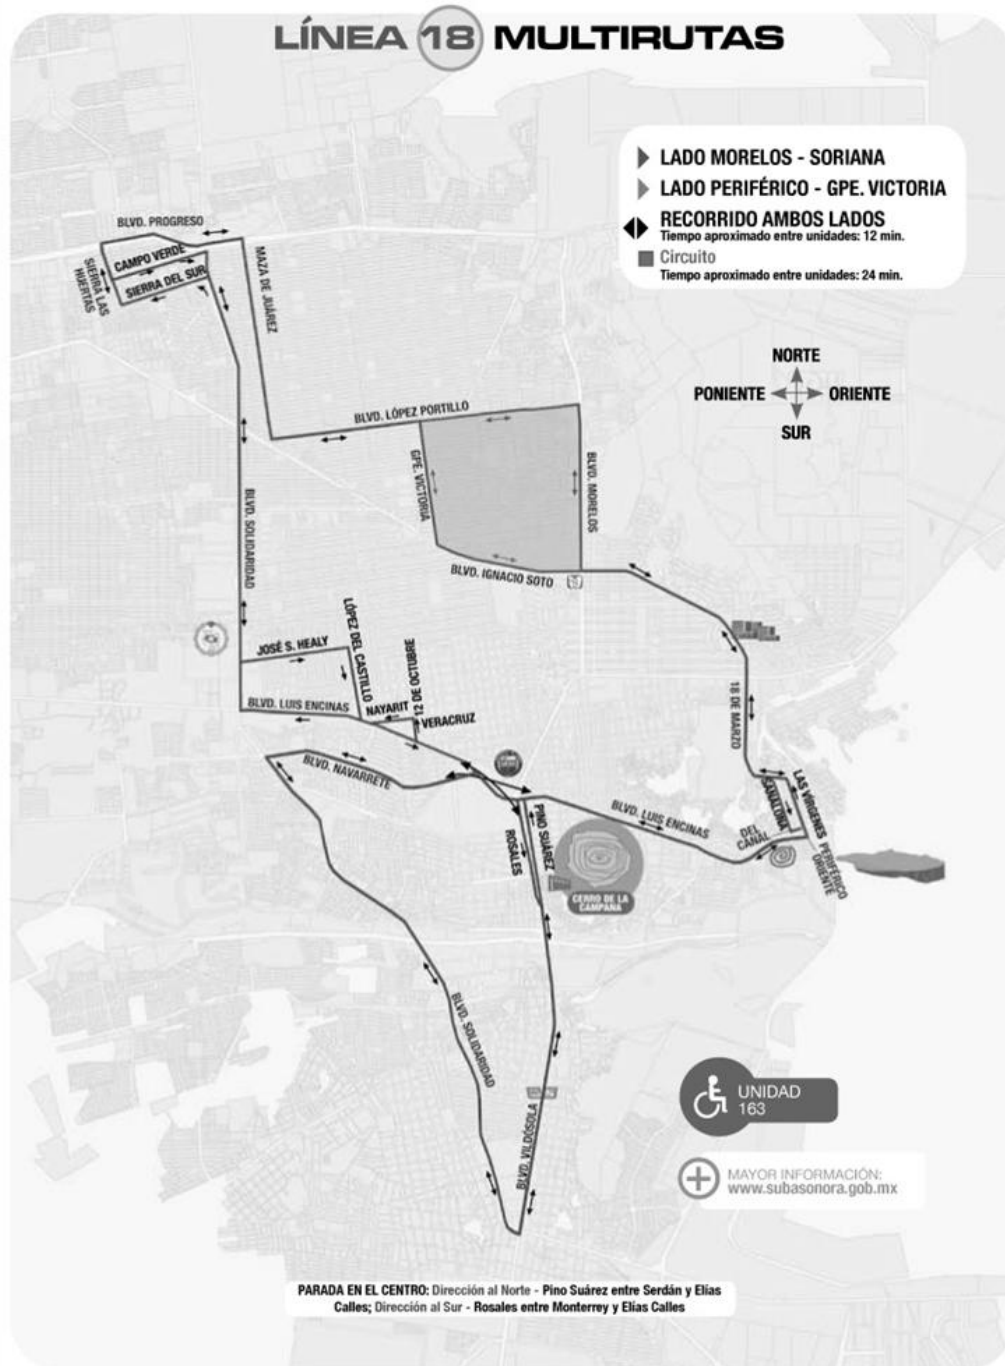 LÍNEA 18 MULTIRUTAS
LADO MORELOS - SORIANA
LADO PERIFÉRICO - GPE. VICTORIA
RECORRIDO AMBOS LADOS
Tiempo aproximado entre unidades: 12 min.
Circuito
Tiempo aproximado entre unidades: 24 min.
NORTE
PONIENTE
ORIENTE
SUR
BLVD. PROGRESO
CAMPO VERDE
SIERRA DEL SUR
SIERRA LAS
HUERTAS
MAZA DE JUÁREZ
BLVD. LÓPEZ PORTILLO
GPE. VICTORIA
BLVD. MORELOS
BLVD. SOLIDARIDAD
BLVD. IGNACIO SOTO
JOSÉ S. HEALY
LÓPEZ DEL CASTILLO
12 DE OCTUBRE
BLVD. LUIS ENCINAS
NAYARIT
VERACRUZ
18 DE MARZO
BLVD. NAVARRETE
SANALONA
LAS VÍRGENES
PERIFÉRICO
ORIENTE
DEL
CANAL
BLVD. LUIS ENCINAS
PINO SUÁREZ
ROSALES
CERRO DE LA
CAMPANA
BLVD. SOLIDARIDAD
BLVD. VILDÓSOLA
UNIDAD
163
MAYOR INFORMACIÓN:
www.subasonora.gob.mx
PARADA EN EL CENTRO: Dirección al Norte - Pino Suárez entre Serdán y Elías
Calles; Dirección al Sur - Rosales entre Monterrey y Elías Calles